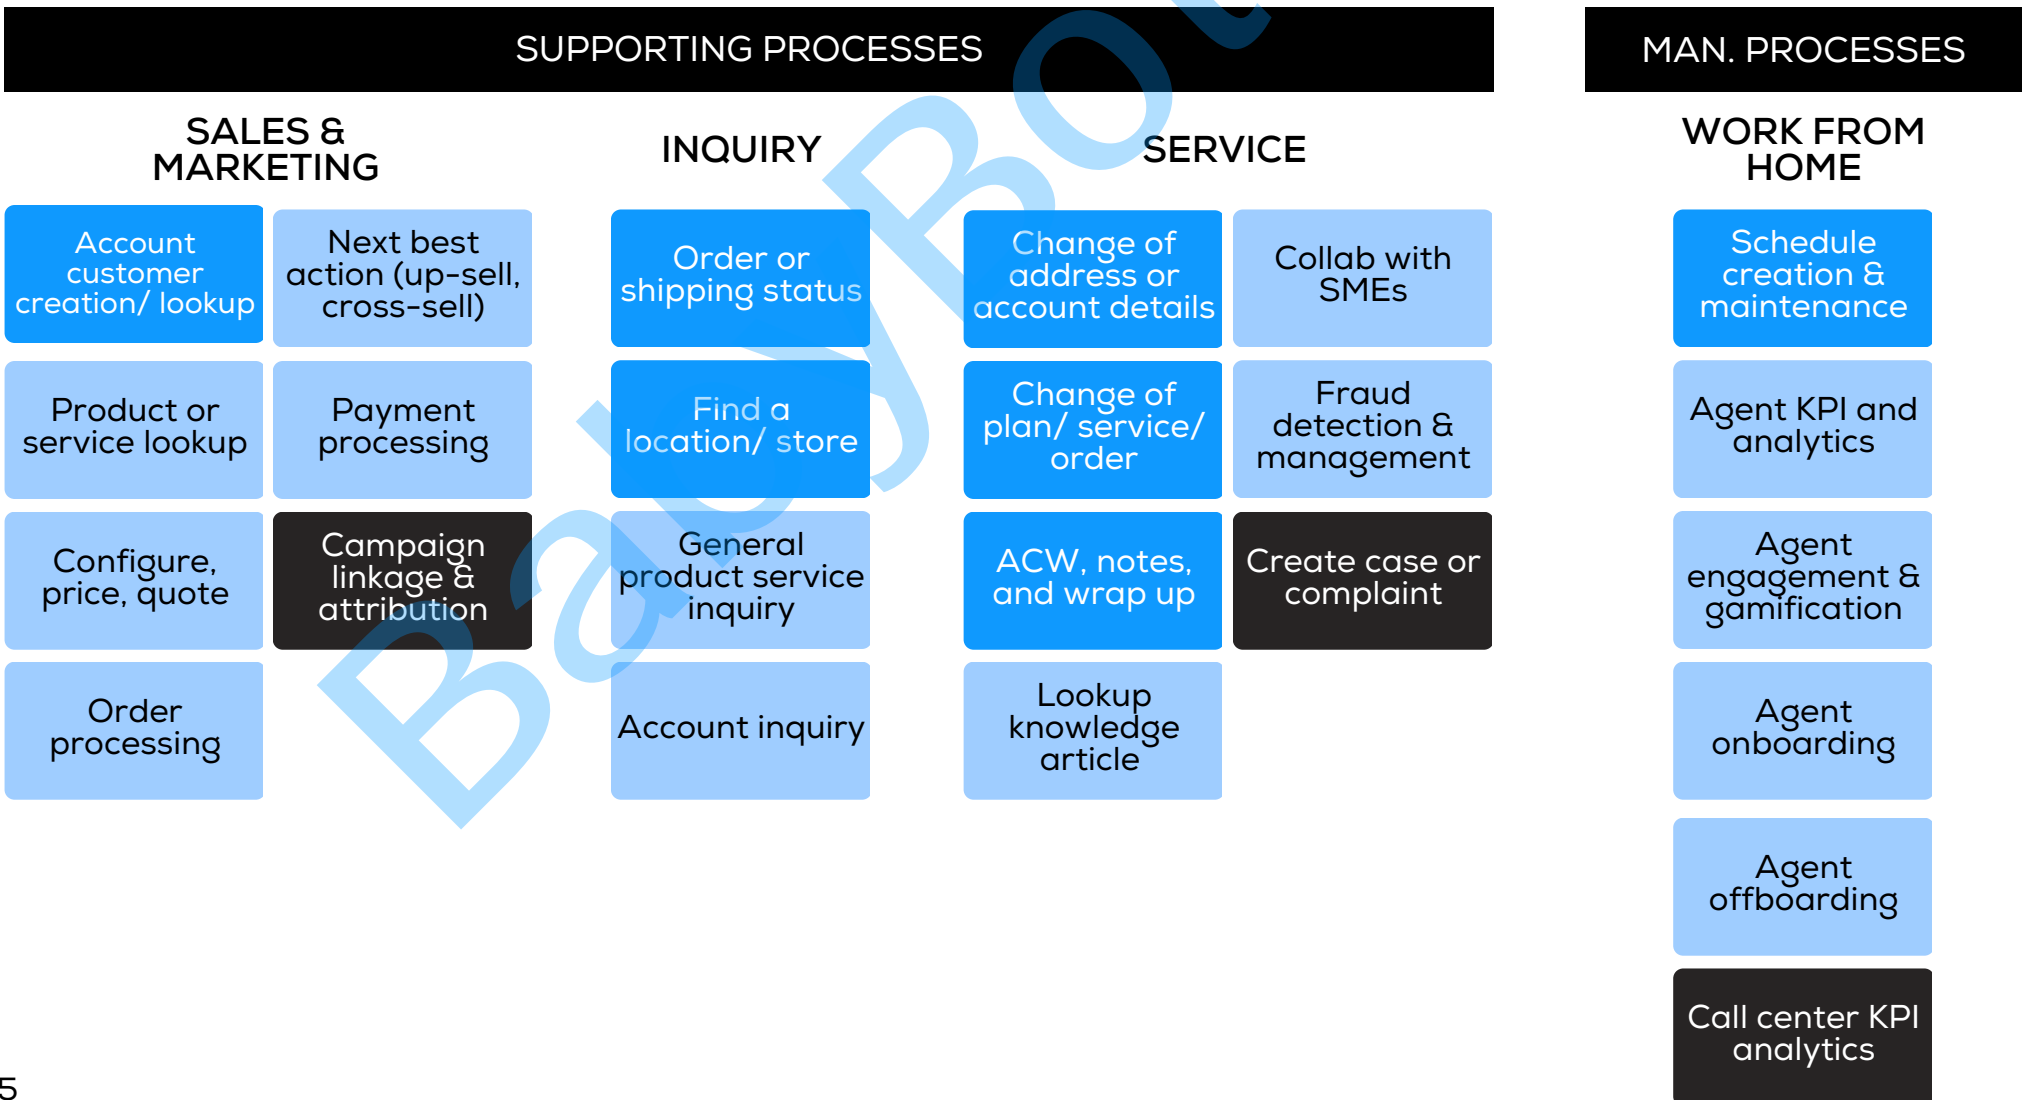 SUPPORTING PROCESSES
MAN. PROCESSES
SALES &
MARKETING
INQUIRY
SERVICE
WORK FROM
HOME
Account
customer
creation/ lookup
Next best
action (up-sell,
cross-sell)
Product or
service lookup
Payment
processing
Configure,
price, quote
Campaign
linkage &
attribution
Order
processing
Order or
shipping status
Find a
location/ store
General
product service
inquiry
Account inquiry
Change of
address or
account details
Collab with
SMEs
Change of
plan/ service/
order
Fraud
detection &
management
ACW, notes,
and wrap up
Create case or
complaint
Lookup
knowledge
article
Schedule
creation &
maintenance
Agent KPI and
analytics
Agent
engagement &
gamification
Agent
onboarding
Agent
offboarding
Call center KPI
analytics
5
BabyBot